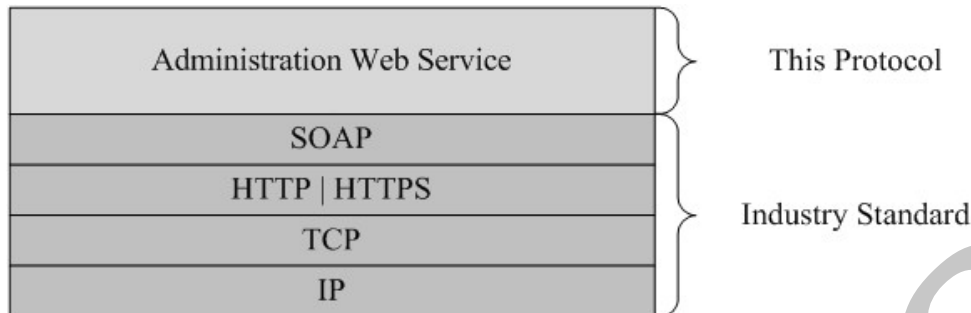 Administration Web Service
This Protocol
SOAP
HTTP | HTTPS
TCP
IP
Industry Standard